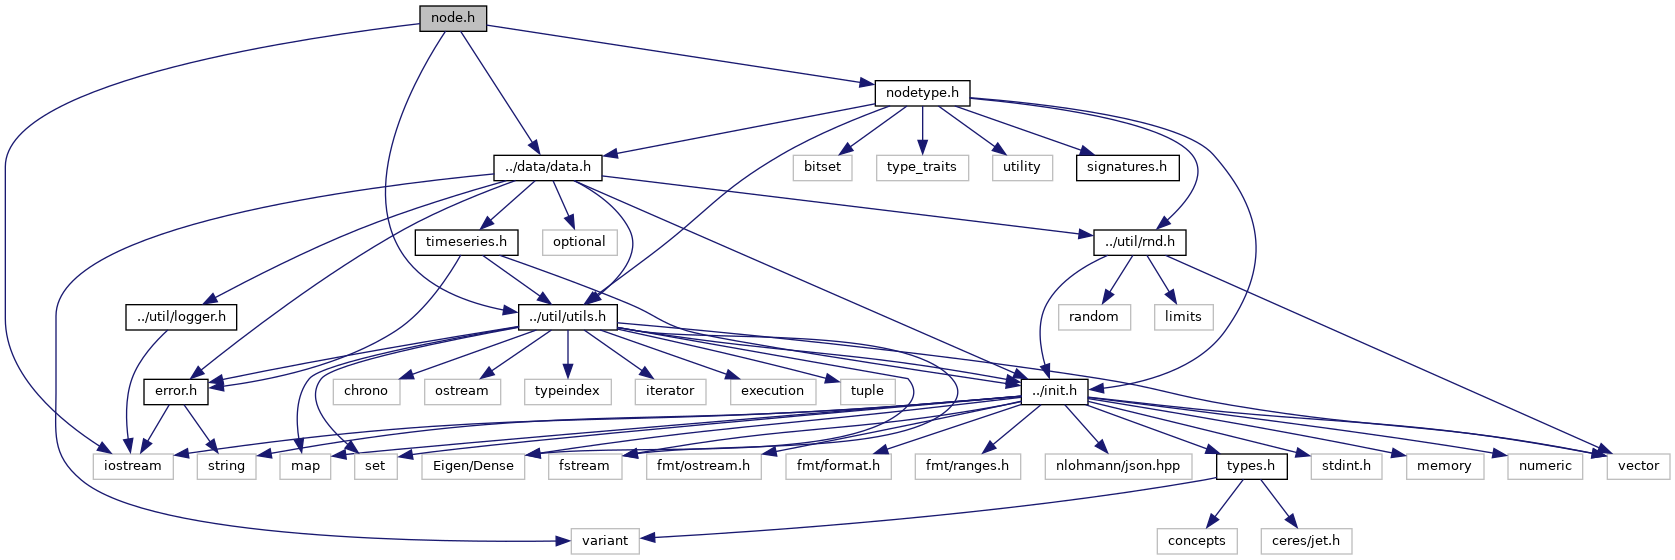 node.h
nodetype.h
../data/data.h
bitset
type_traits
utility
signatures.h
timeseries.h
optional
../util/rnd.h
../util/logger.h
../util/utils.h
random
limits
error.h
chrono
ostream
typeindex
iterator
execution
tuple
../init.h
iostream
string
map
set
Eigen/Dense
fstream
fmt/ostream.h
fmt/format.h
fmt/ranges.h
nlohmann/json.hpp
types.h
stdint.h
memory
numeric
vector
variant
concepts
ceres/jet.h